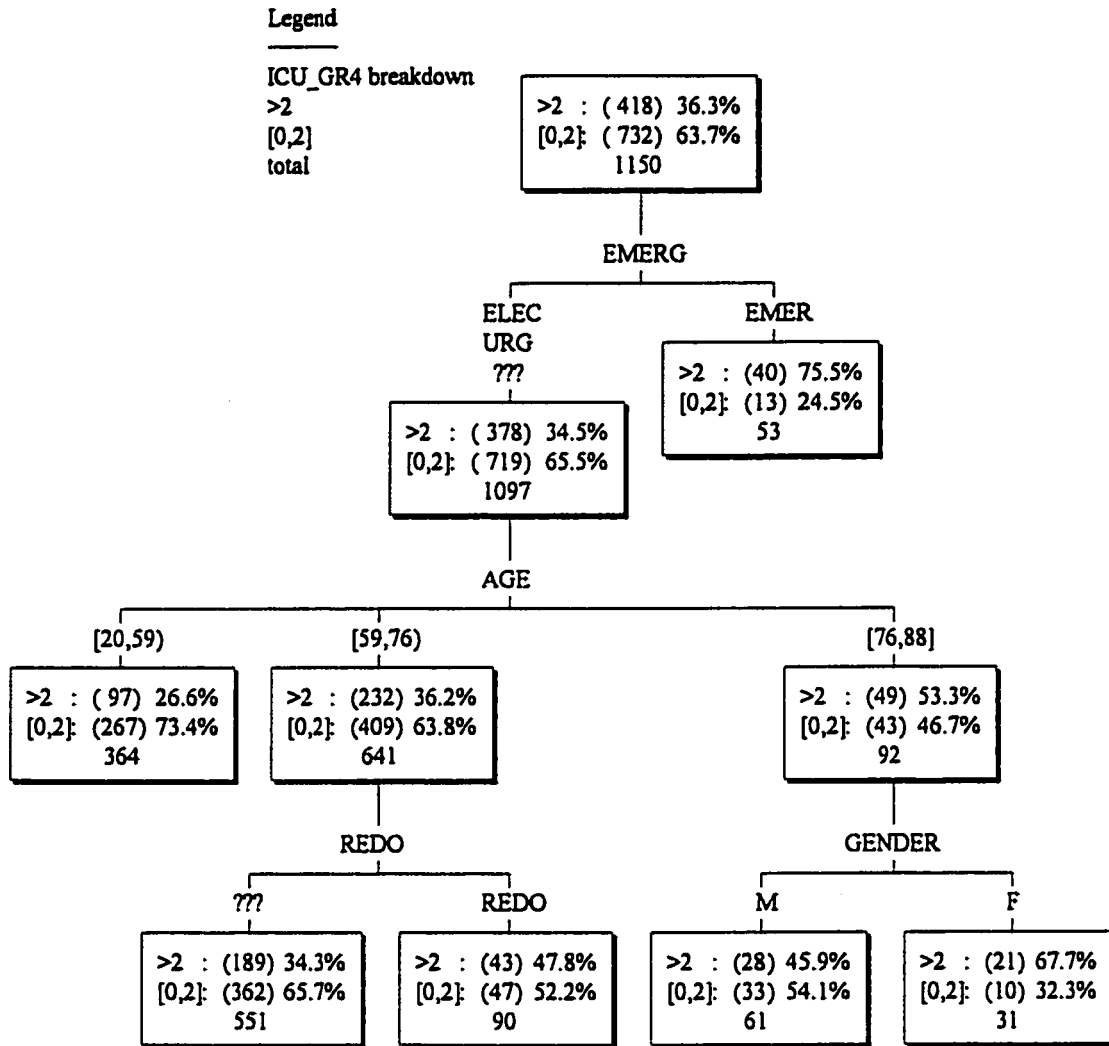 Legend
ICU_GR4 breakdown
>2
[0,2]
total
>2 : ( 418) 36.3%
[0,2]: ( 732) 63.7%
1150
EMERG
ELEC
URG
???
EMER
>2 : ( 378) 34.5%
[0,2]: ( 719) 65.5%
1097
>2 : (40) 75.5%
[0,2]: (13) 24.5%
53
AGE
[20,59)
[59,76)
[76,88]
>2 : ( 97) 26.6%
[0,2]: (267) 73.4%
364
>2 : (232) 36.2%
[0,2]: (409) 63.8%
641
>2 : (49) 53.3%
[0,2]: (43) 46.7%
92
REDO
GENDER
???
REDO
M
F
>2 : (189) 34.3%
[0,2]: (362) 65.7%
551
>2 : (43) 47.8%
[0,2]: (47) 52.2%
90
>2 : (28) 45.9%
[0,2]: (33) 54.1%
61
>2 : (21) 67.7%
[0,2]: (10) 32.3%
31